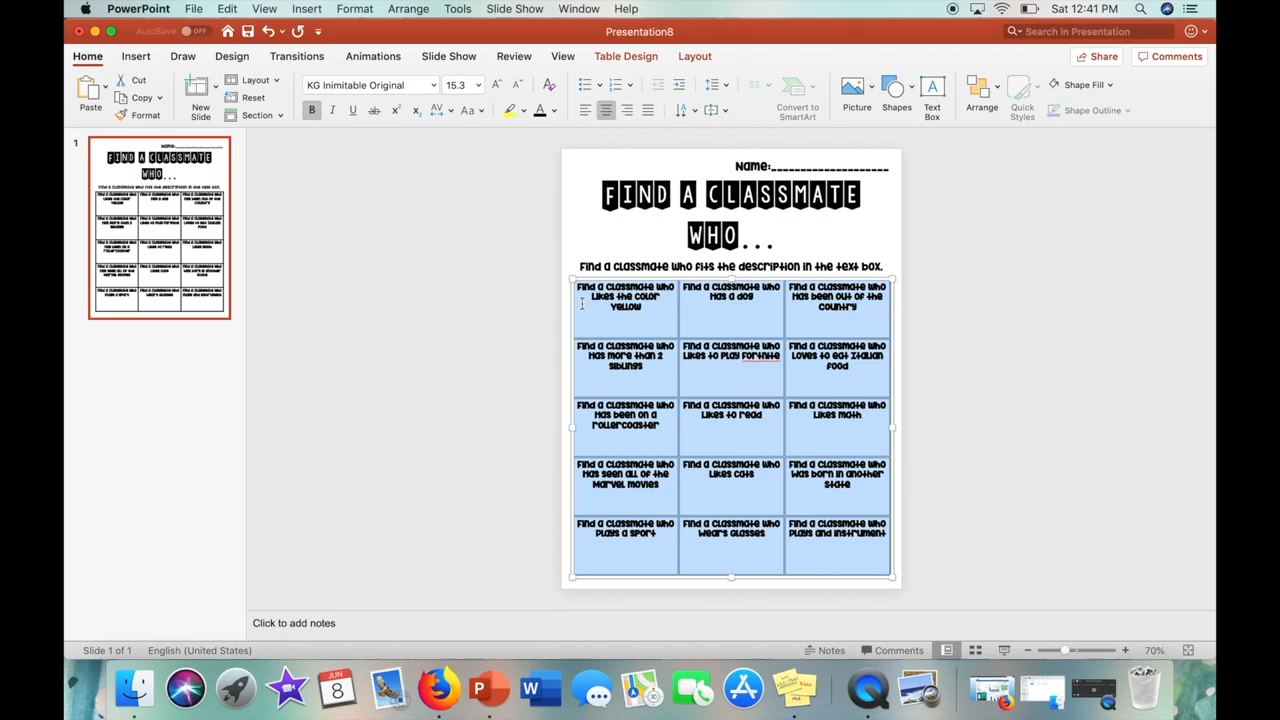 PowerPoint File Edit View Insert Format Arrange Tools Slide Show Window Help Sat 12:41 PM
AutoSave OFF Presentation8 Search in Presentation
Home Insert Draw Design Transitions Animations Slide Show Review View Table Design Layout Share Comments
Paste Cut Copy Format New Slide Layout Reset Section KG Inimitable Original 15.3 Convert to SmartArt Picture Shapes Text Box Arrange Quick Styles Shape Fill Shape Outline
1
Name:____________________
FIND A CLASSMATE
WHO...
Find a classmate who fits the description in the text box.
Find a classmate who
likes the color
yellow
Find a classmate who
has a dog
Find a classmate who
has been out of the
country
Find a classmate who
has more than 2
siblings
Find a classmate who
likes to play Fortnite
Find a classmate who
loves to eat Italian
food
Find a classmate who
has been on a
rollercoaster
Find a classmate who
likes to read
Find a classmate who
likes math
Find a classmate who
has seen all of the
Marvel movies
Find a classmate who
likes cats
Find a classmate who
was born in another
state
Find a classmate who
plays a sport
Find a classmate who
wears glasses
Find a classmate who
plays and instrument
Click to add notes
Slide 1 of 1 English (United States) Notes Comments 70%
JUN
8